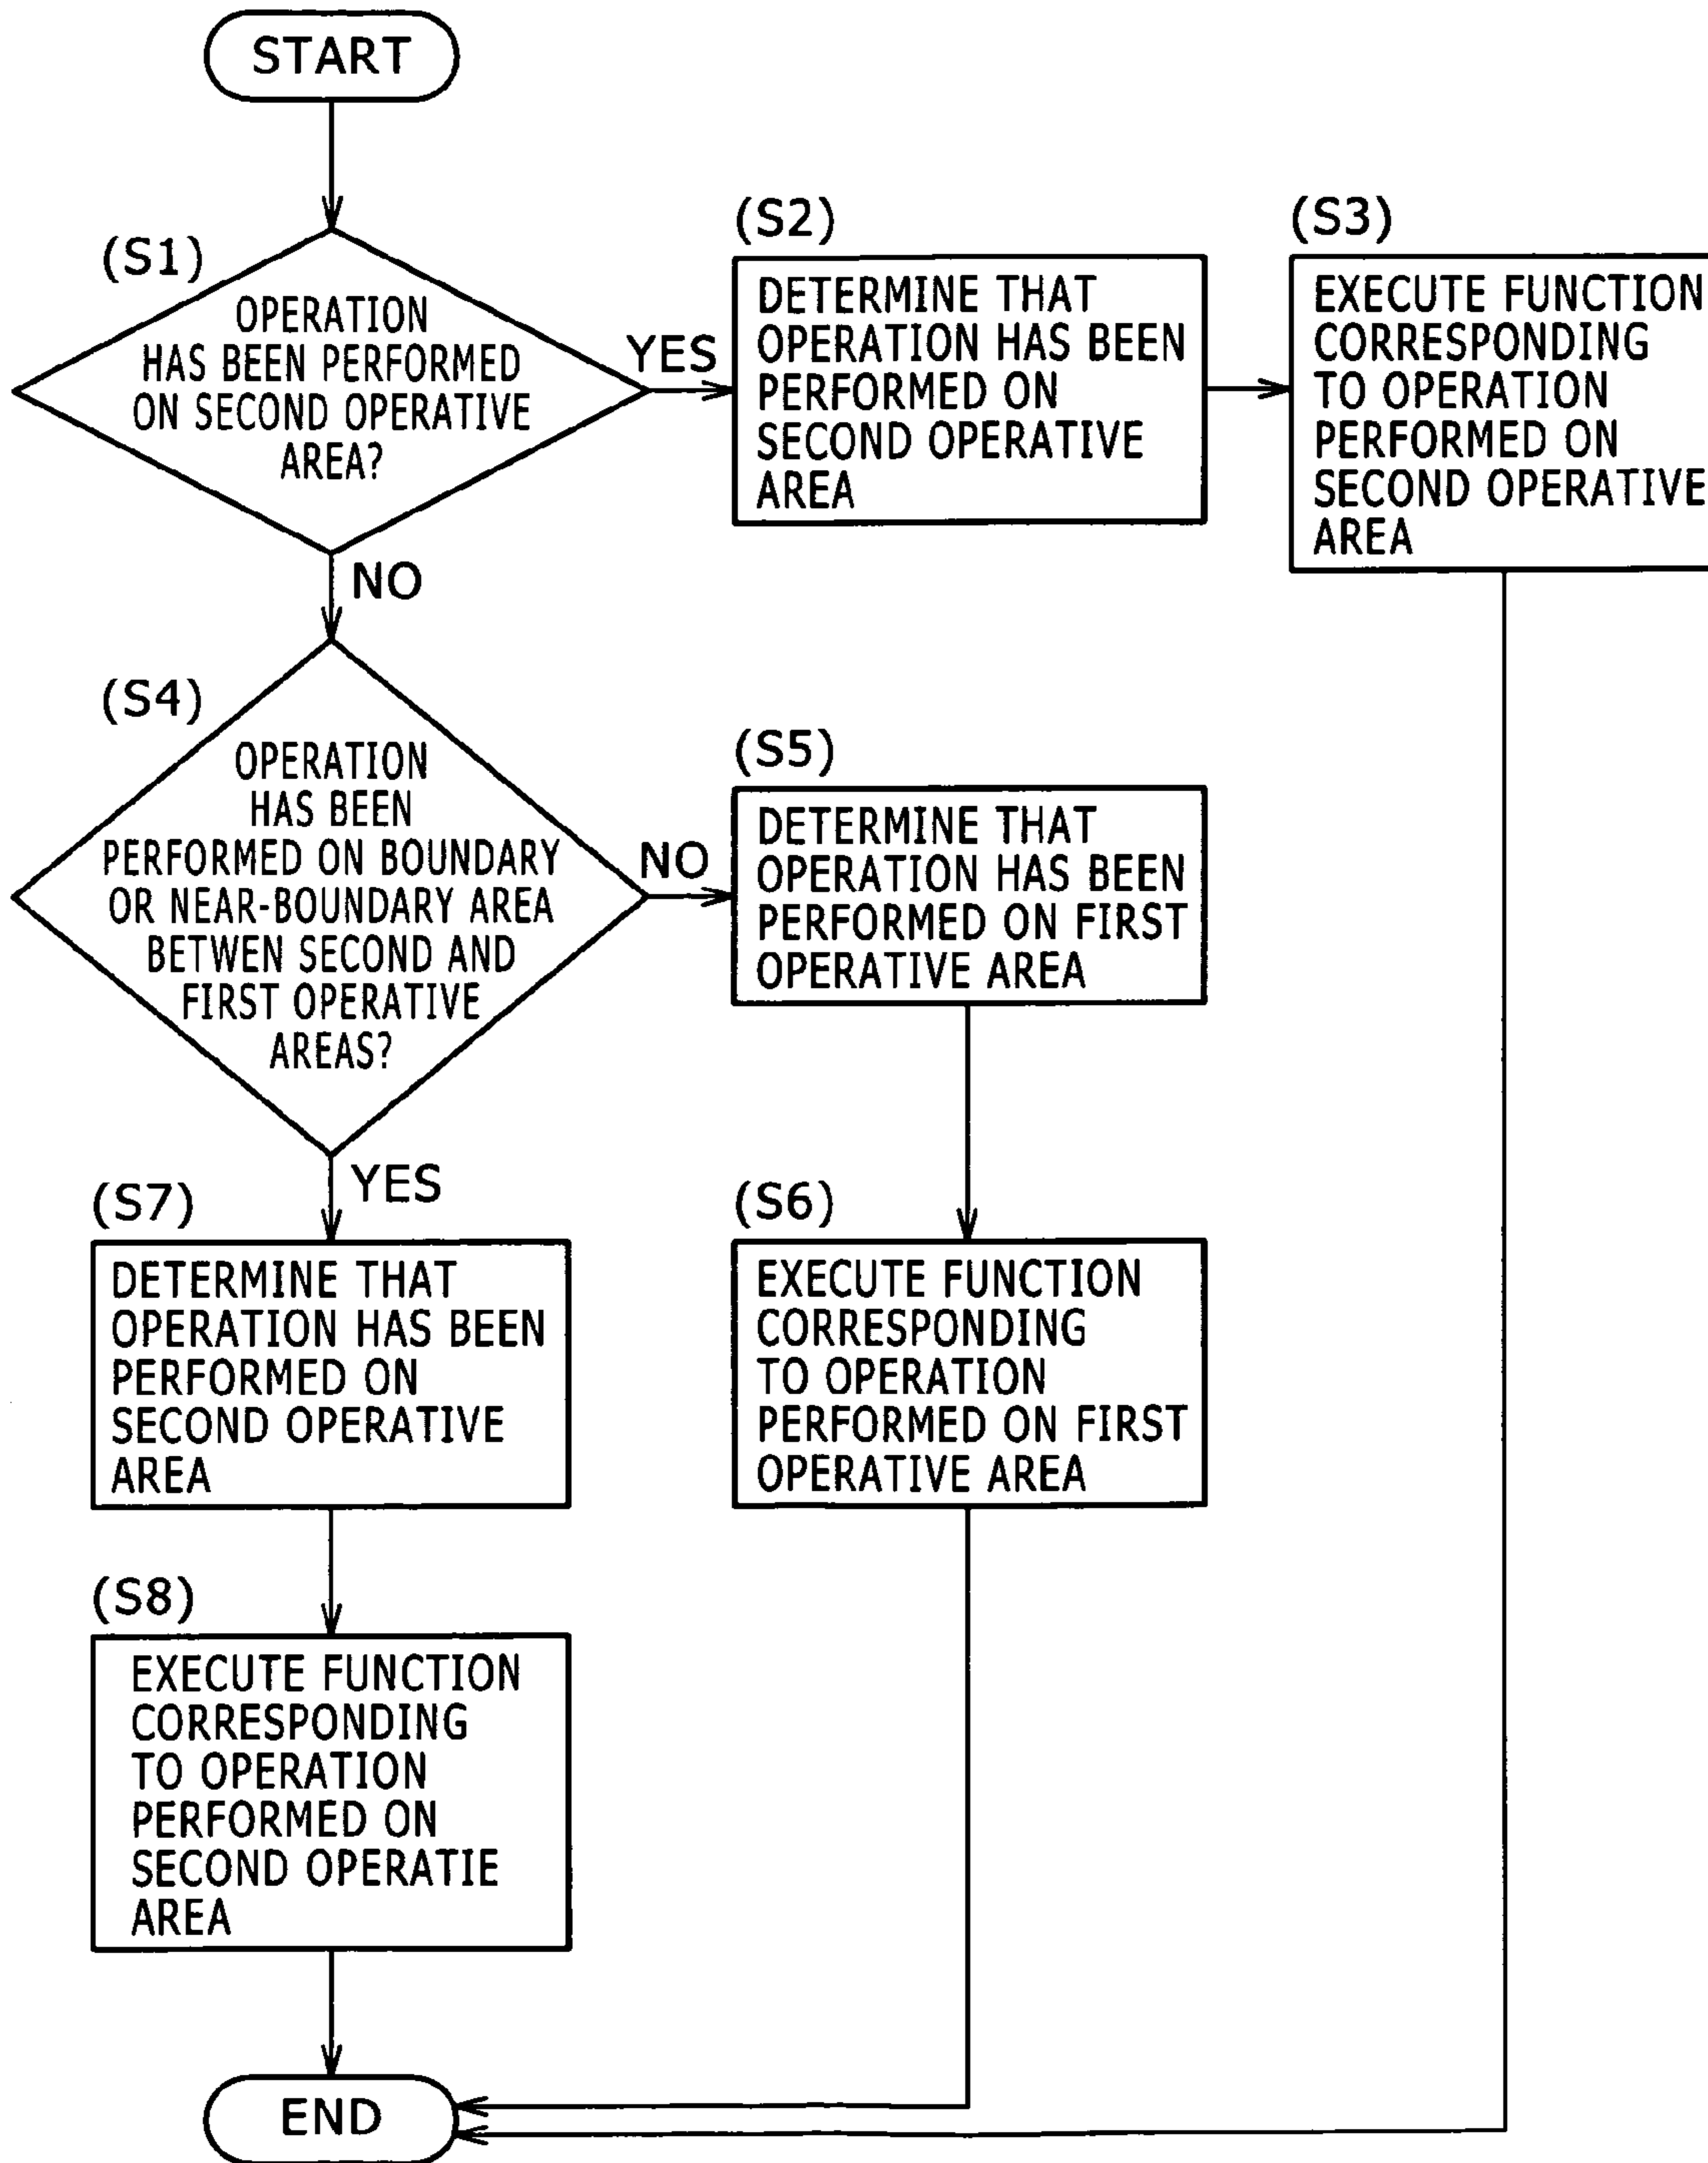 START
(S1)
OPERATION
HAS BEEN PERFORMED
ON SECOND OPERATIVE
AREA?
YES
(S2)
DETERMINE THAT
OPERATION HAS BEEN
PERFORMED ON
SECOND OPERATIVE
AREA
(S3)
EXECUTE FUNCTION
CORRESPONDING
TO OPERATION
PERFORMED ON
SECOND OPERATIVE
AREA
NO
(S4)
OPERATION
HAS BEEN
PERFORMED ON BOUNDARY
OR NEAR-BOUNDARY AREA
BETWEN SECOND AND
FIRST OPERATIVE
AREAS?
NO
(S5)
DETERMINE THAT
OPERATION HAS BEEN
PERFORMED ON FIRST
OPERATIVE AREA
(S6)
EXECUTE FUNCTION
CORRESPONDING
TO OPERATION
PERFORMED ON FIRST
OPERATIVE AREA
YES
(S7)
DETERMINE THAT
OPERATION HAS BEEN
PERFORMED ON
SECOND OPERATIVE
AREA
(S8)
EXECUTE FUNCTION
CORRESPONDING
TO OPERATION
PERFORMED ON
SECOND OPERATIE
AREA
END